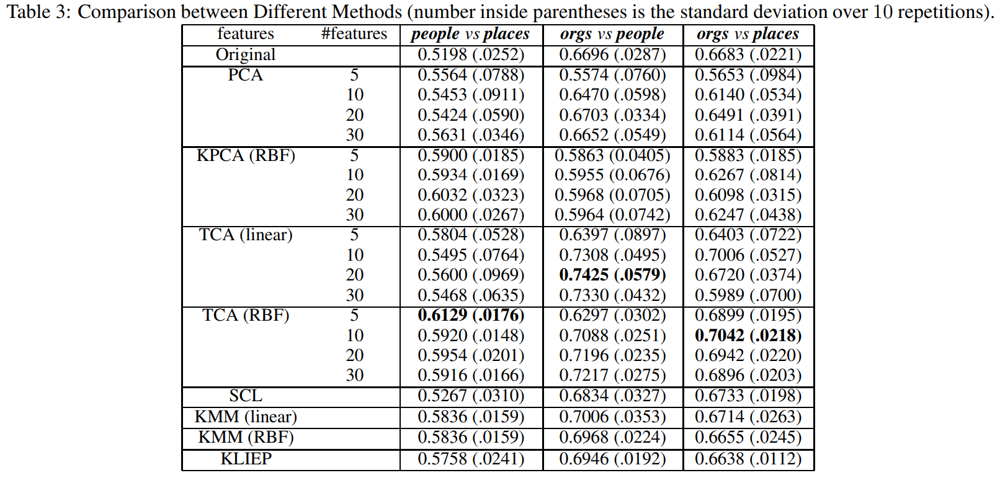 Table 3: Comparison between Different Methods (number inside parentheses is the standard deviation over 10 repetitions).
features #features people vs places orgs vs people orgs vs places
Original 0.5198 (.0252) 0.6696 (.0287) 0.6683 (.0221)
PCA 5 0.5564 (.0788) 0.5574 (.0760) 0.5653 (.0984)
10 0.5453 (.0911) 0.6470 (.0598) 0.6140 (.0534)
20 0.5424 (.0590) 0.6703 (.0334) 0.6491 (.0391)
30 0.5631 (.0346) 0.6652 (.0549) 0.6114 (.0564)
KPCA (RBF) 5 0.5900 (.0185) 0.5863 (0.0405) 0.5883 (.0185)
10 0.5934 (.0169) 0.5955 (0.0676) 0.6267 (.0814)
20 0.6032 (.0323) 0.5968 (0.0705) 0.6098 (.0315)
30 0.6000 (.0267) 0.5964 (0.0742) 0.6247 (.0438)
TCA (linear) 5 0.5804 (.0528) 0.6397 (.0897) 0.6403 (.0722)
10 0.5495 (.0764) 0.7308 (.0495) 0.7006 (.0527)
20 0.5600 (.0969) 0.7425 (.0579) 0.6720 (.0374)
30 0.5468 (.0635) 0.7330 (.0432) 0.5989 (.0700)
TCA (RBF) 5 0.6129 (.0176) 0.6297 (.0302) 0.6899 (.0195)
10 0.5920 (.0148) 0.7088 (.0251) 0.7042 (.0218)
20 0.5954 (.0201) 0.7196 (.0235) 0.6942 (.0220)
30 0.5916 (.0166) 0.7217 (.0275) 0.6896 (.0203)
SCL 0.5267 (.0310) 0.6834 (.0327) 0.6733 (.0198)
KMM (linear) 0.5836 (.0159) 0.7006 (.0353) 0.6714 (.0263)
KMM (RBF) 0.5836 (.0159) 0.6968 (.0224) 0.6655 (.0245)
KLIEP 0.5758 (.0241) 0.6946 (.0192) 0.6638 (.0112)